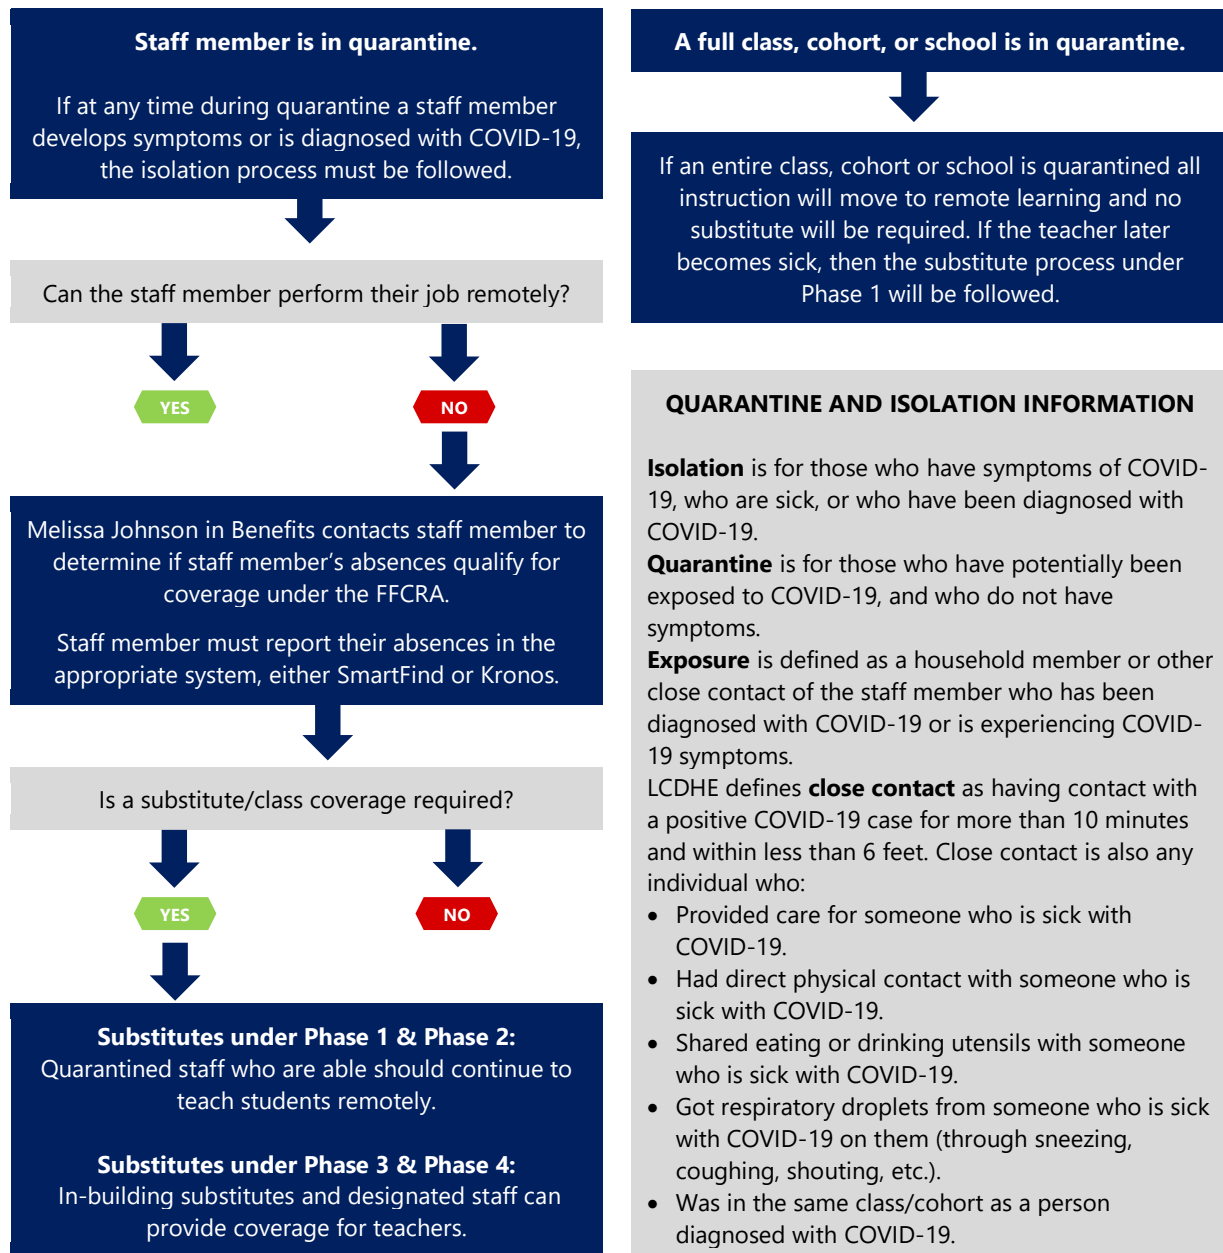 Staff member is in quarantine.
If at any time during quarantine a staff member
develops symptoms or is diagnosed with COVID-19,
the isolation process must be followed.
Can the staff member perform their job remotely?
YES
NO
Melissa Johnson in Benefits contacts staff member to
determine if staff member’s absences qualify for
coverage under the FFCRA.
Staff member must report their absences in the
appropriate system, either SmartFind or Kronos.
Is a substitute/class coverage required?
YES
NO
Substitutes under Phase 1 & Phase 2:
Quarantined staff who are able should continue to
teach students remotely.
Substitutes under Phase 3 & Phase 4:
In-building substitutes and designated staff can
provide coverage for teachers.
A full class, cohort, or school is in quarantine.
If an entire class, cohort or school is quarantined all
instruction will move to remote learning and no
substitute will be required. If the teacher later
becomes sick, then the substitute process under
Phase 1 will be followed.
QUARANTINE AND ISOLATION INFORMATION
Isolation is for those who have symptoms of COVID-
19, who are sick, or who have been diagnosed with
COVID-19.
Quarantine is for those who have potentially been
exposed to COVID-19, and who do not have
symptoms.
Exposure is defined as a household member or other
close contact of the staff member who has been
diagnosed with COVID-19 or is experiencing COVID-
19 symptoms.
LCDHE defines close contact as having contact with
a positive COVID-19 case for more than 10 minutes
and within less than 6 feet. Close contact is also any
individual who:
• Provided care for someone who is sick with
COVID-19.
• Had direct physical contact with someone who is
sick with COVID-19.
• Shared eating or drinking utensils with someone
who is sick with COVID-19.
• Got respiratory droplets from someone who is sick
with COVID-19 on them (through sneezing,
coughing, shouting, etc.).
• Was in the same class/cohort as a person
diagnosed with COVID-19.